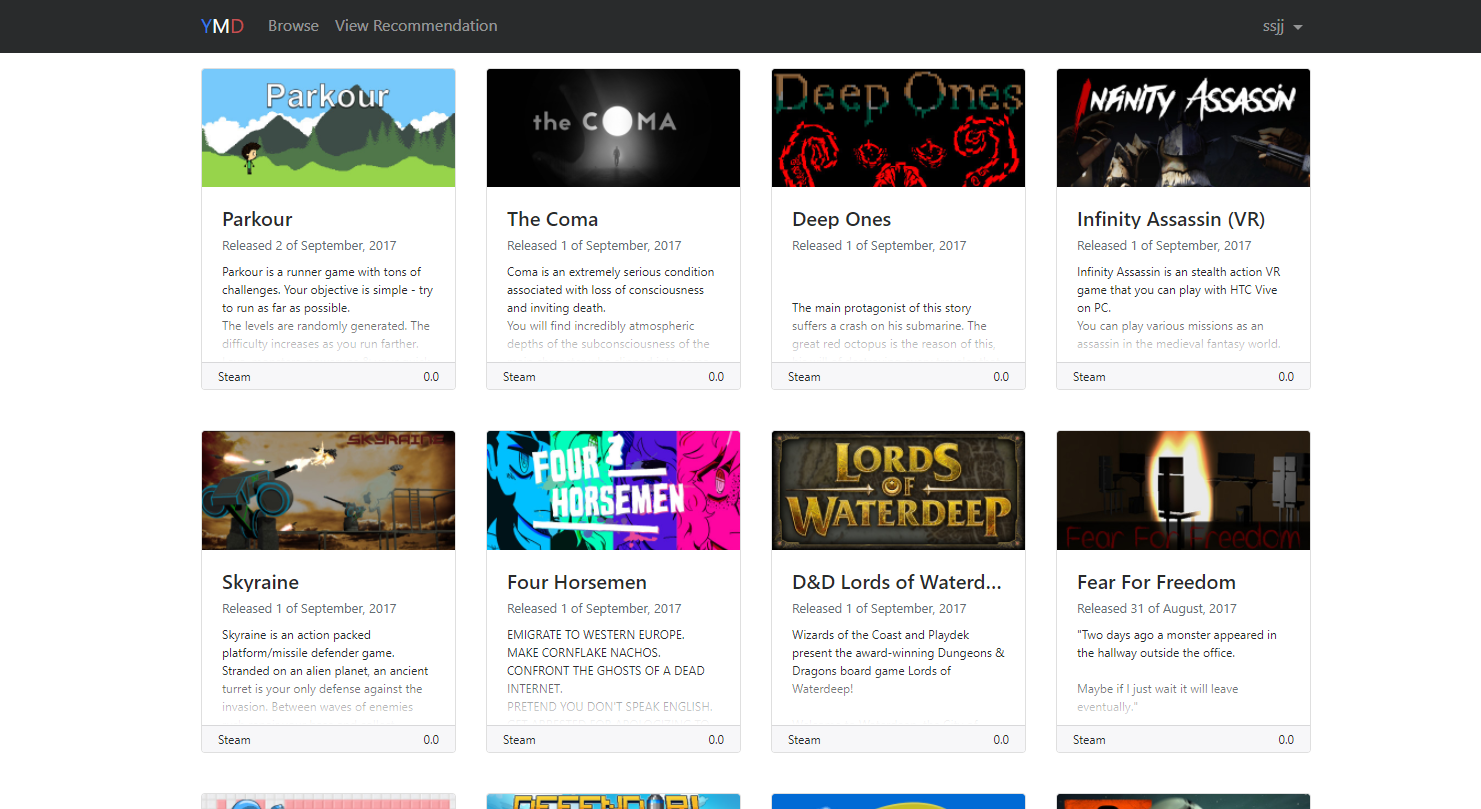 YMD Browse View Recommendation ssjj
Parkour
the COMA
Deep Ones
INFINITY ASSASSIN
Parkour
Released 2 of September, 2017
Parkour is a runner game with tons of
challenges. Your objective is simple - try
to run as far as possible.
The levels are randomly generated. The
difficulty increases as you run farther.
Steam 0.0
The Coma
Released 1 of September, 2017
Coma is an extremely serious condition
associated with loss of consciousness
and inviting death.
You will find incredibly atmospheric
depths of the subconsciousness of the
Steam 0.0
Deep Ones
Released 1 of September, 2017
The main protagonist of this story
suffers a crash on his submarine. The
great red octopus is the reason of this,
Steam 0.0
Infinity Assassin (VR)
Released 1 of September, 2017
Infinity Assassin is an stealth action VR
game that you can play with HTC Vive
on PC.
You can play various missions as an
assassin in the medieval fantasy world.
Steam 0.0
SKYRAINE
FOUR
HORSEMEN
LORDS
OF
WATERDEEP
Fear For Freedom
Skyraine
Released 1 of September, 2017
Skyraine is an action packed
platform/missile defender game.
Stranded on an alien planet, an ancient
turret is your only defense against the
invasion. Between waves of enemies
Steam 0.0
Four Horsemen
Released 1 of September, 2017
EMIGRATE TO WESTERN EUROPE.
MAKE CORNFLAKE NACHOS.
CONFRONT THE GHOSTS OF A DEAD
INTERNET.
PRETEND YOU DON'T SPEAK ENGLISH.
Steam 0.0
D&D Lords of Waterd...
Released 1 of September, 2017
Wizards of the Coast and Playdek
present the award-winning Dungeons &
Dragons board game Lords of
Waterdeep!
Steam 0.0
Fear For Freedom
Released 31 of August, 2017
"Two days ago a monster appeared in
the hallway outside the office.
Maybe if I just wait it will leave
eventually."
Steam 0.0